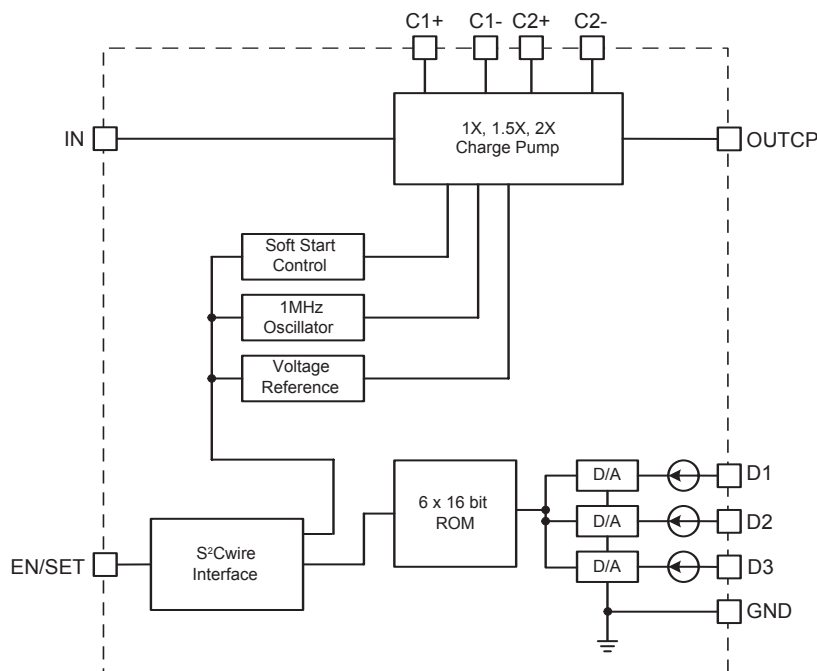 C1+ C1- C2+ C2-
IN
1X, 1.5X, 2X
Charge Pump
OUTCP
Soft Start
Control
1MHz
Oscillator
Voltage
Reference
6 x 16 bit
ROM
D/A
D1
D/A
D2
D/A
D3
EN/SET
S²Cwire
Interface
GND